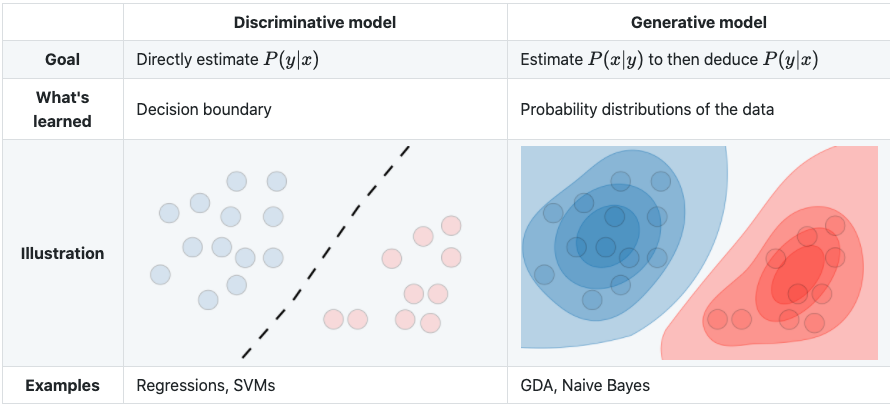 Discriminative model Generative model
Goal Directly estimate P(y|x) Estimate P(x|y) to then deduce P(y|x)
What's
learned Decision boundary Probability distributions of the data
Illustration
Examples Regressions, SVMs GDA, Naive Bayes